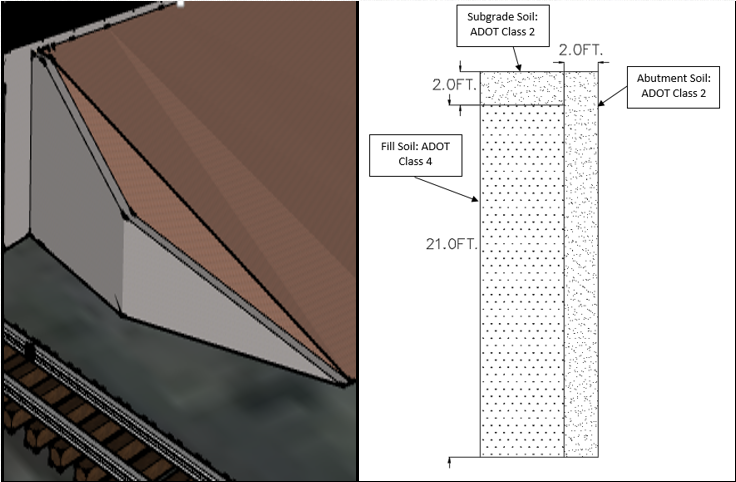 Subgrade Soil:
ADOT Class 2
2.0FT.
2.0FT.
Abutment Soil:
ADOT Class 2
Fill Soil: ADOT
Class 4
21.0FT.